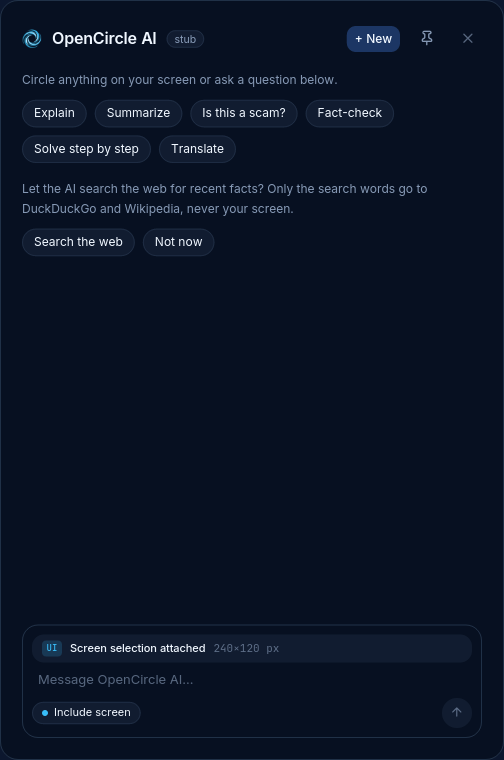 OpenCircle AI stub + New
Circle anything on your screen or ask a question below.
Explain Summarize Is this a scam? Fact-check
Solve step by step Translate
Let the AI search the web for recent facts? Only the search words go to
DuckDuckGo and Wikipedia, never your screen.
Search the web Not now
UI Screen selection attached 240×120 px
Message OpenCircle AI...
Include screen